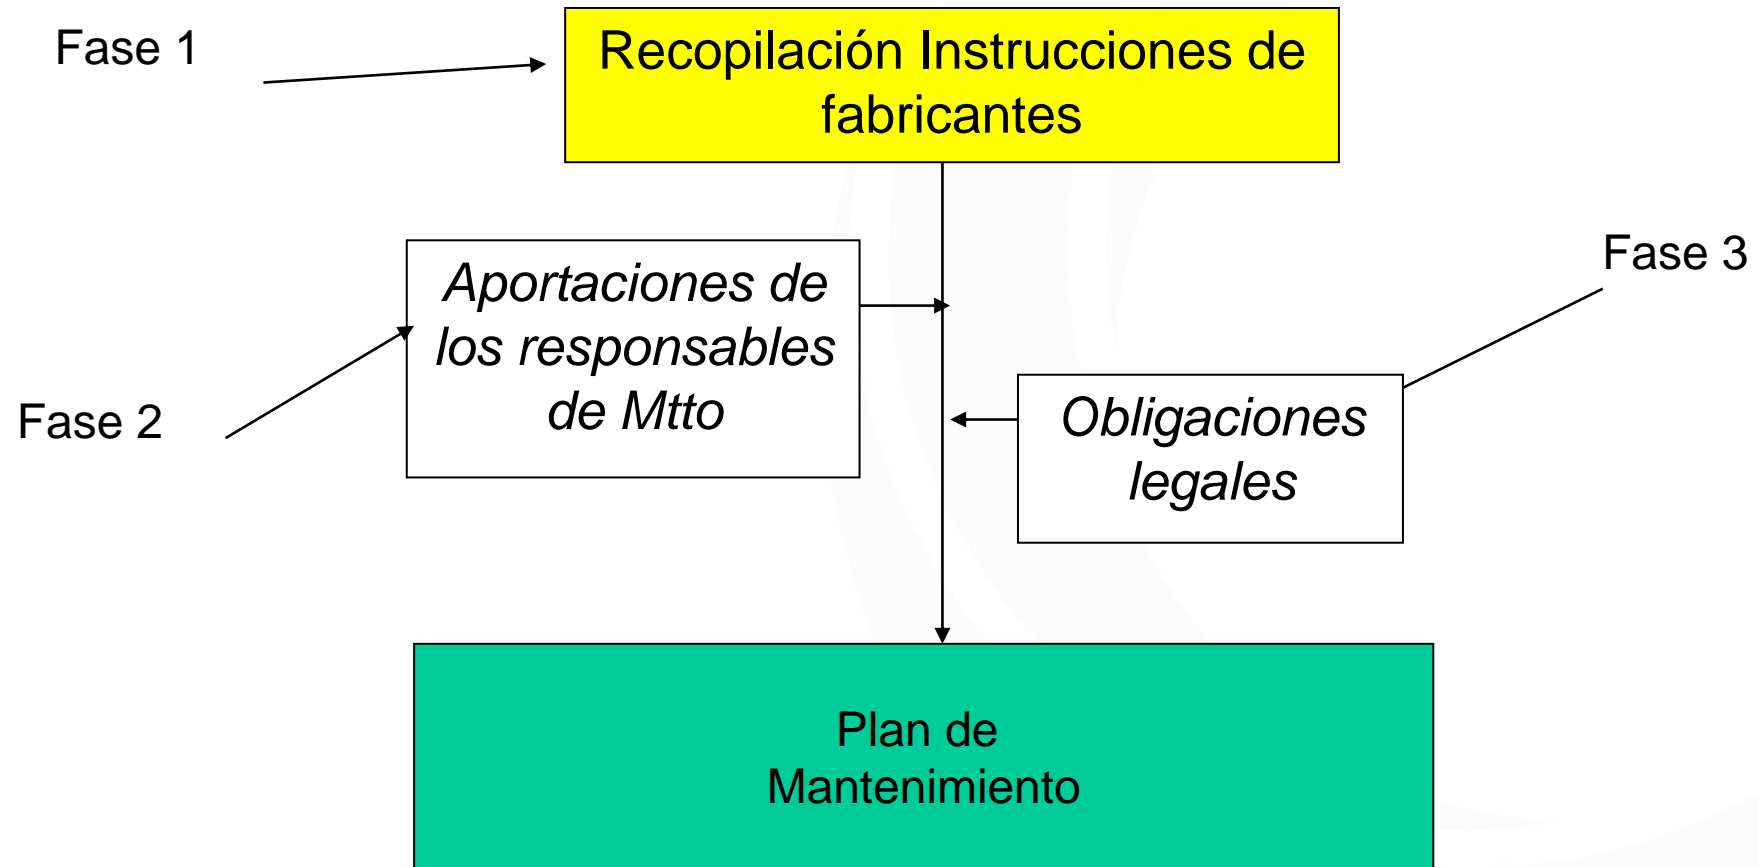 Fase 1
Recopilación Instrucciones de
fabricantes
Fase 3
Aportaciones de
los responsables
de Mtto
Fase 2
Obligaciones
legales
Plan de
Mantenimiento